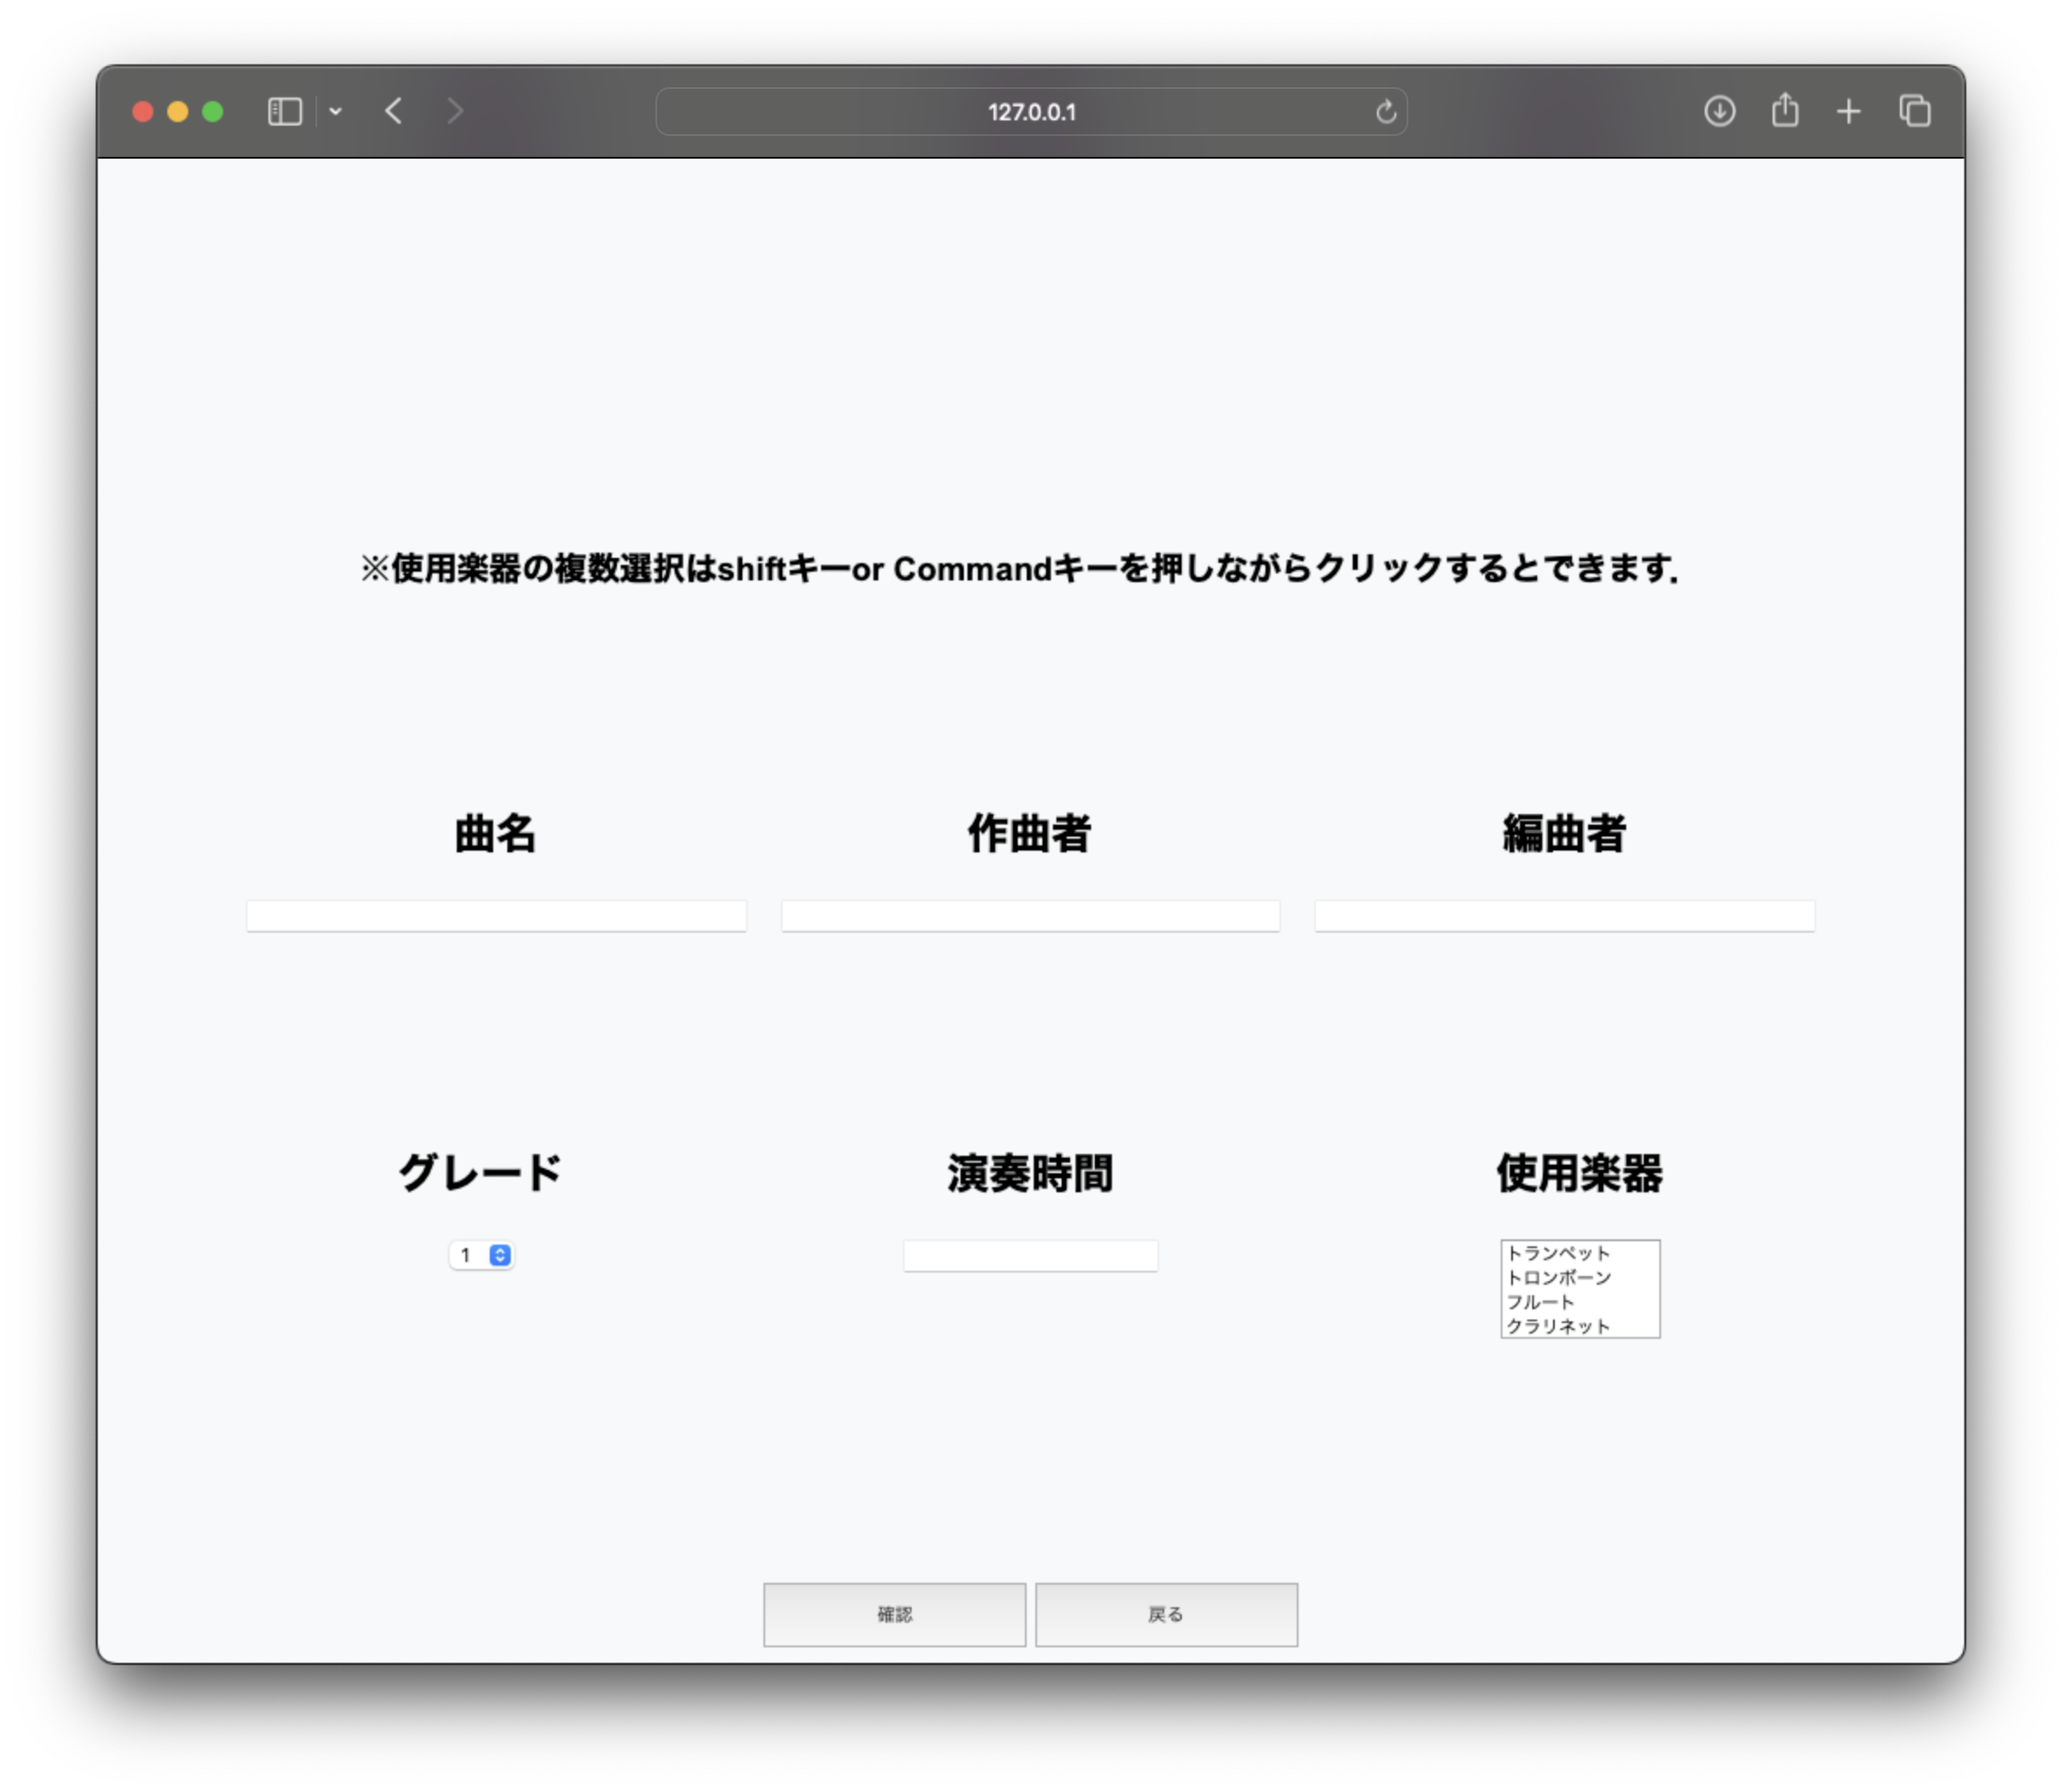 127.0.0.1
※使用楽器の複数選択はshiftキーor Commandキーを押しながらクリックするとできます.
曲名 作曲者 編曲者
グレード 演奏時間 使用楽器
1
トランペット
トロンボーン
フルート
クラリネット
確認 戻る